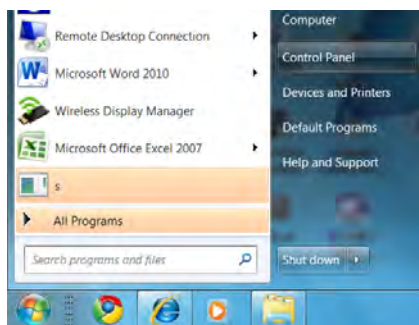 Remote Desktop Connection
Microsoft Word 2010
Wireless Display Manager
Microsoft Office Excel 2007
s
All Programs
Search programs and files
Computer
Control Panel
Devices and Printers
Default Programs
Help and Support
Shut down